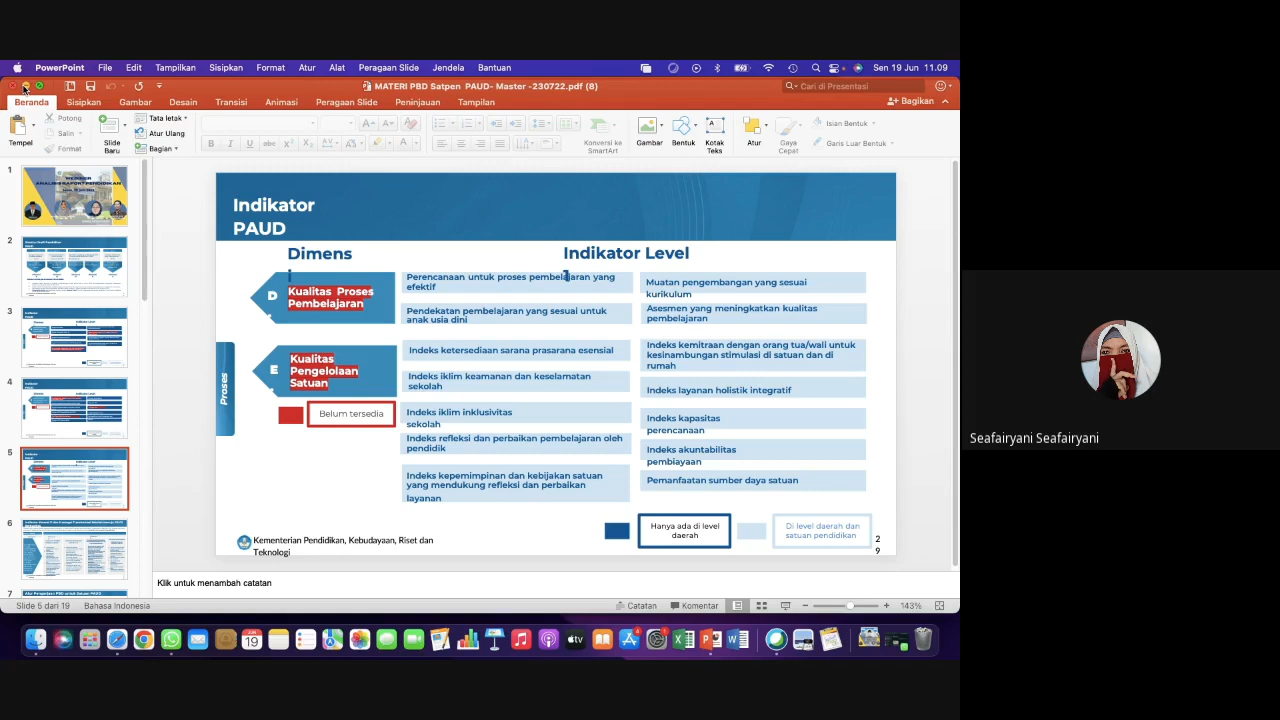 PowerPoint File Edit Tampilkan Sisipkan Format Atur Alat Peragaan Slide Jendela Bantuan Sen 19 Jun 11.09
MATERI PBD Satpen PAUD- Master -230722.pdf (8)
Cari di Presentasi
Beranda Sisipkan Gambar Desain Transisi Animasi Peragaan Slide Peninjauan Tampilan
Bagikan
Tempel
Potong
Salin
Format
Slide
Baru
Tata letak
Atur Ulang
Bagian
Konversi ke
SmartArt
Gambar
Bentuk
Kotak
Teks
Atur
Gaya
Cepat
Isian Bentuk
Garis Luar Bentuk
1
2
3
4
5
6
7
Indikator
PAUD
Dimens
i
Indikator Level
1
D
.
Kualitas Proses
Pembelajaran
Perencanaan untuk proses pembelajaran yang
efektif
Muatan pengembangan yang sesuai
kurikulum
Pendekatan pembelajaran yang sesuai untuk
anak usia dini
Asesmen yang meningkatkan kualitas
pembelajaran
Proses
E
.
Kualitas
Pengelolaan
Satuan
Indeks ketersediaan sarana prasarana esensial
Indeks kemitraan dengan orang tua/wali untuk
kesinambungan stimulasi di satuan dan di
rumah
Indeks iklim keamanan dan keselamatan
sekolah
Indeks layanan holistik integratif
Belum tersedia
Indeks iklim inklusivitas
sekolah
Indeks kapasitas
perencanaan
Indeks refleksi dan perbaikan pembelajaran oleh
pendidik
Indeks akuntabilitas
pembiayaan
Indeks kepemimpinan dan kebijakan satuan
yang mendukung refleksi dan perbaikan
layanan
Pemanfaatan sumber daya satuan
Hanya ada di level
daerah
Di level daerah dan
satuan pendidikan
2
9
Kementerian Pendidikan, Kebudayaan, Riset dan
Teknologi
Klik untuk menambah catatan
Slide 5 dari 19 Bahasa Indonesia Catatan Komentar 143%
Seafairyani Seafairyani